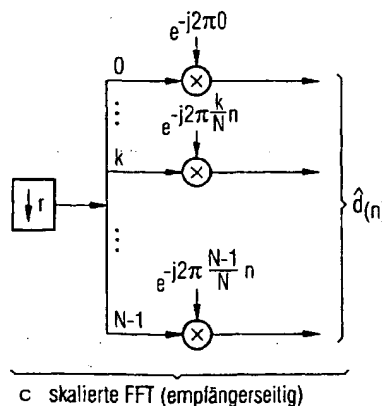 e^-j2π0
0
⋮
e^-j2π k/N n
k
↓ r
⋮
d̂(n)
e^-j2π N-1/N n
N-1
c skalierte FFT (empfängerseitig)